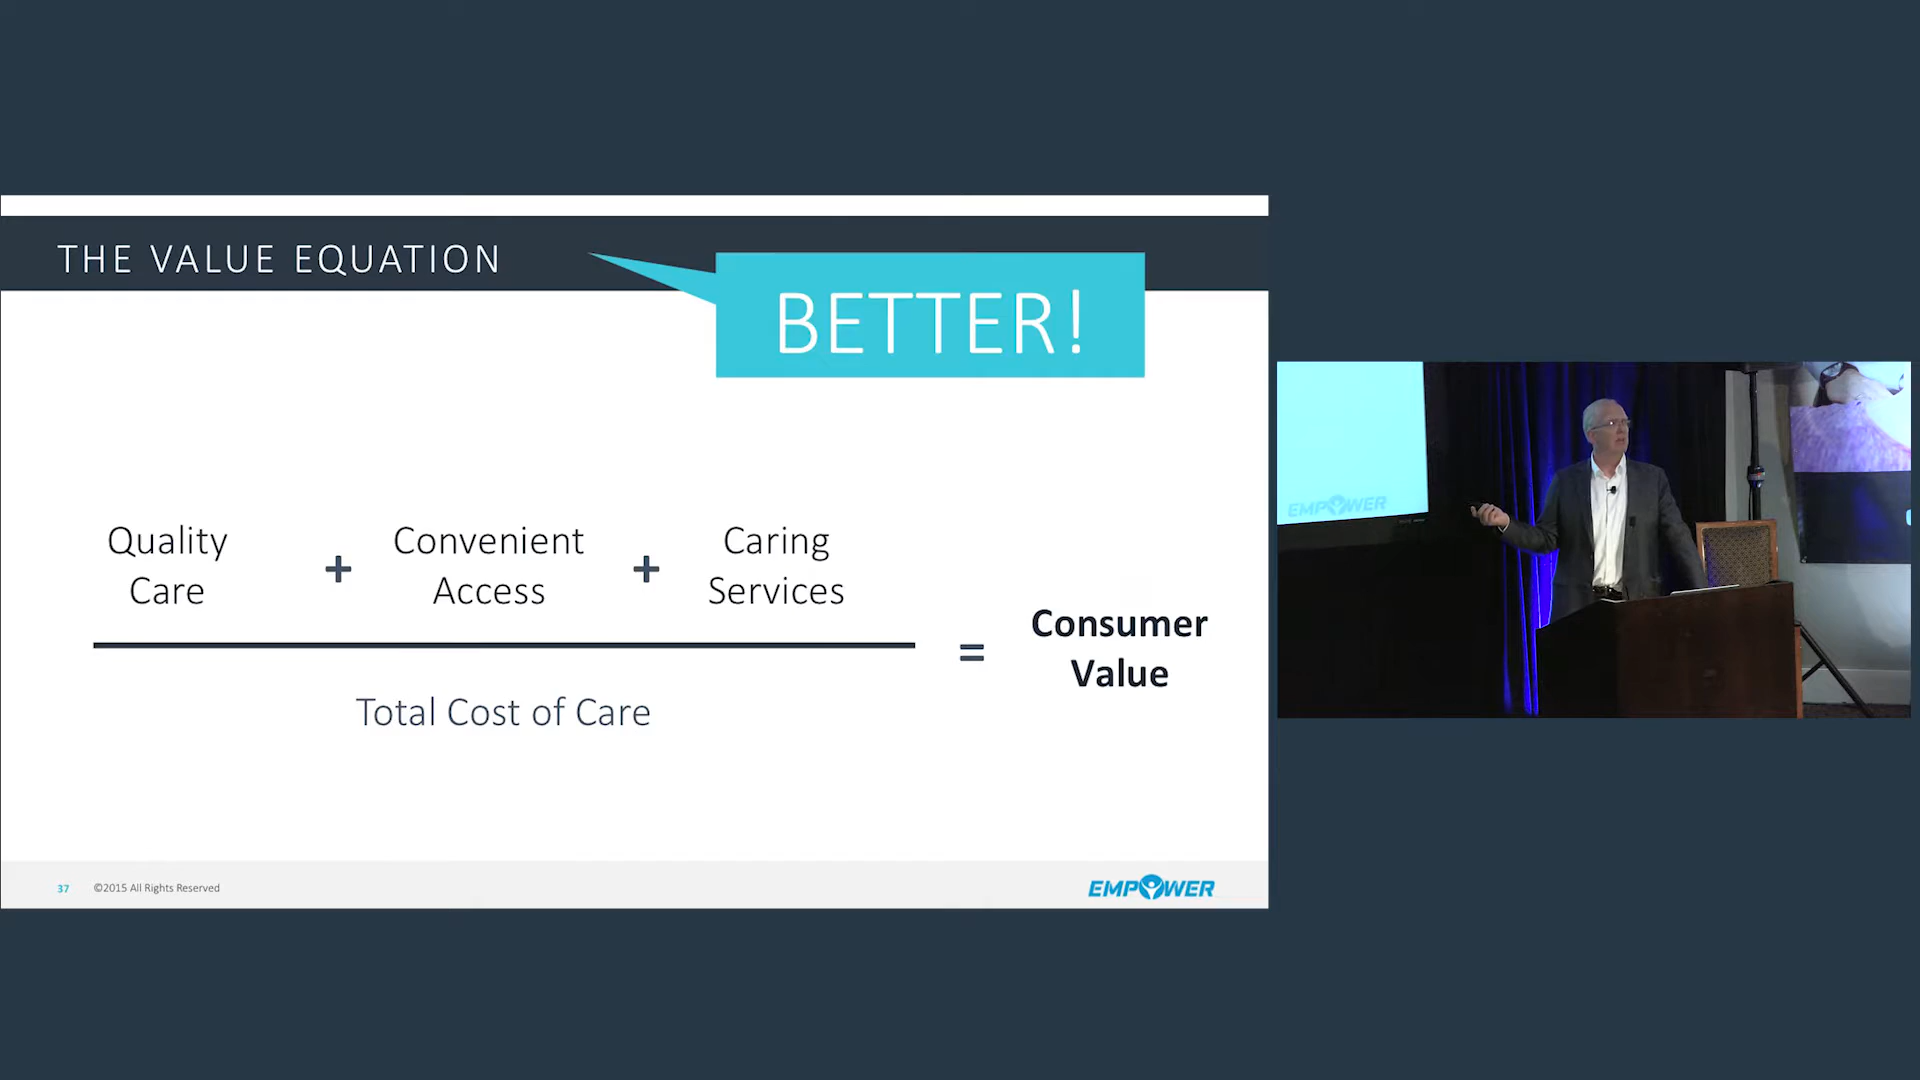 THE VALUE EQUATION
BETTER!
Quality
Care
+
Convenient
Access
+
Caring
Services
Total Cost of Care
=
Consumer
Value
37 ©2015 All Rights Reserved
EMPOWER
EMPOWER